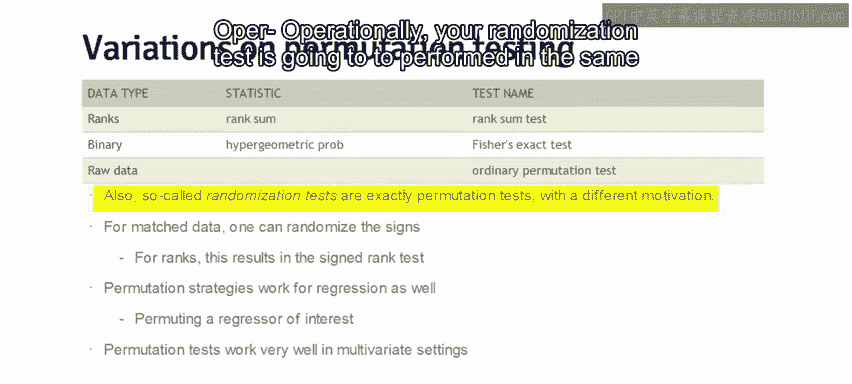 Oper- Operationally, your randomization
Variations on permutation testing
test is going to to performed in the same
DATA TYPE STATISTIC TEST NAME
Ranks rank sum rank sum test
Binary hypergeometric prob Fisher's exact test
Raw data ordinary permutation test
· Also, so-called randomization tests are exactly permutation tests, with a different motivation.
· For matched data, one can randomize the signs
- For ranks, this results in the signed rank test
· Permutation strategies work for regression as well
- Permuting a regressor of interest
· Permutation tests work very well in multivariate settings